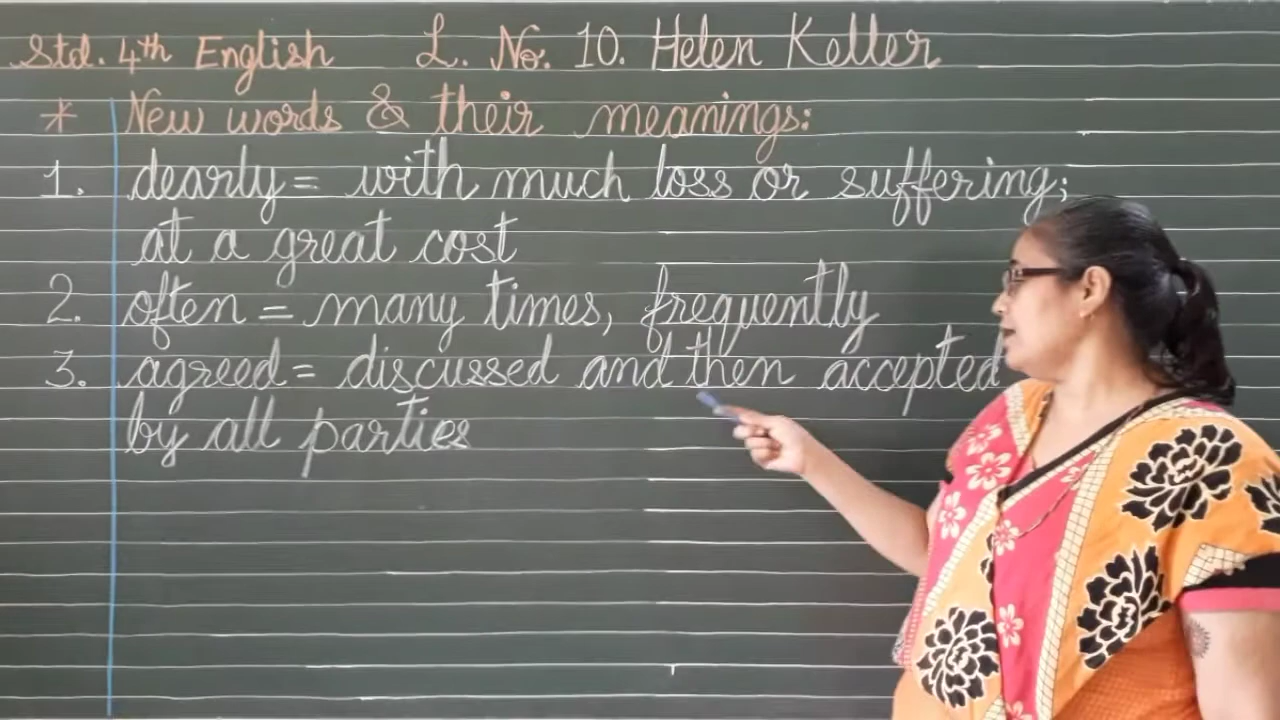 Std. 4th English L. No. 10. Helen Keller
* New words & their meanings:
1. dearly = with much loss or suffering;
at a great cost
2. often = many times, frequently
3. agreed = discussed and then accepted
by all parties